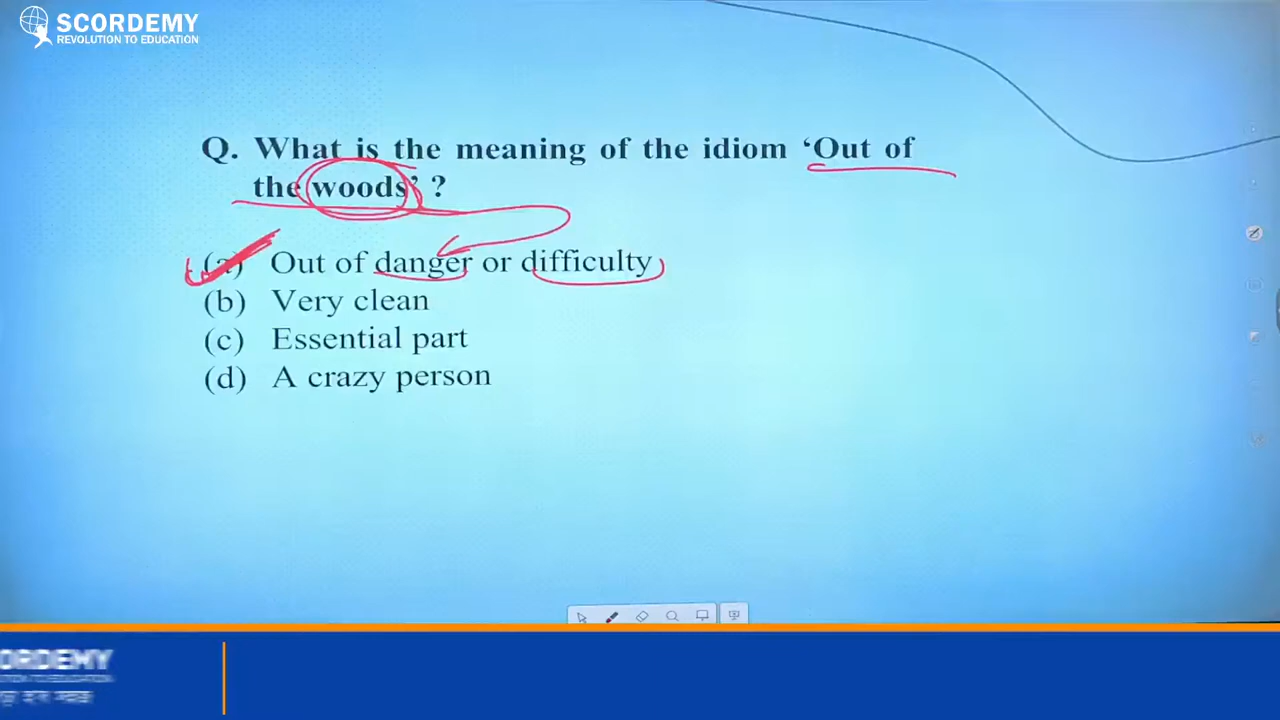 SCORDEMY
REVOLUTION TO EDUCATION
Q. What is the meaning of the idiom ‘Out of
the woods’ ?
(a) Out of danger or difficulty
(b) Very clean
(c) Essential part
(d) A crazy person
ORDEMY